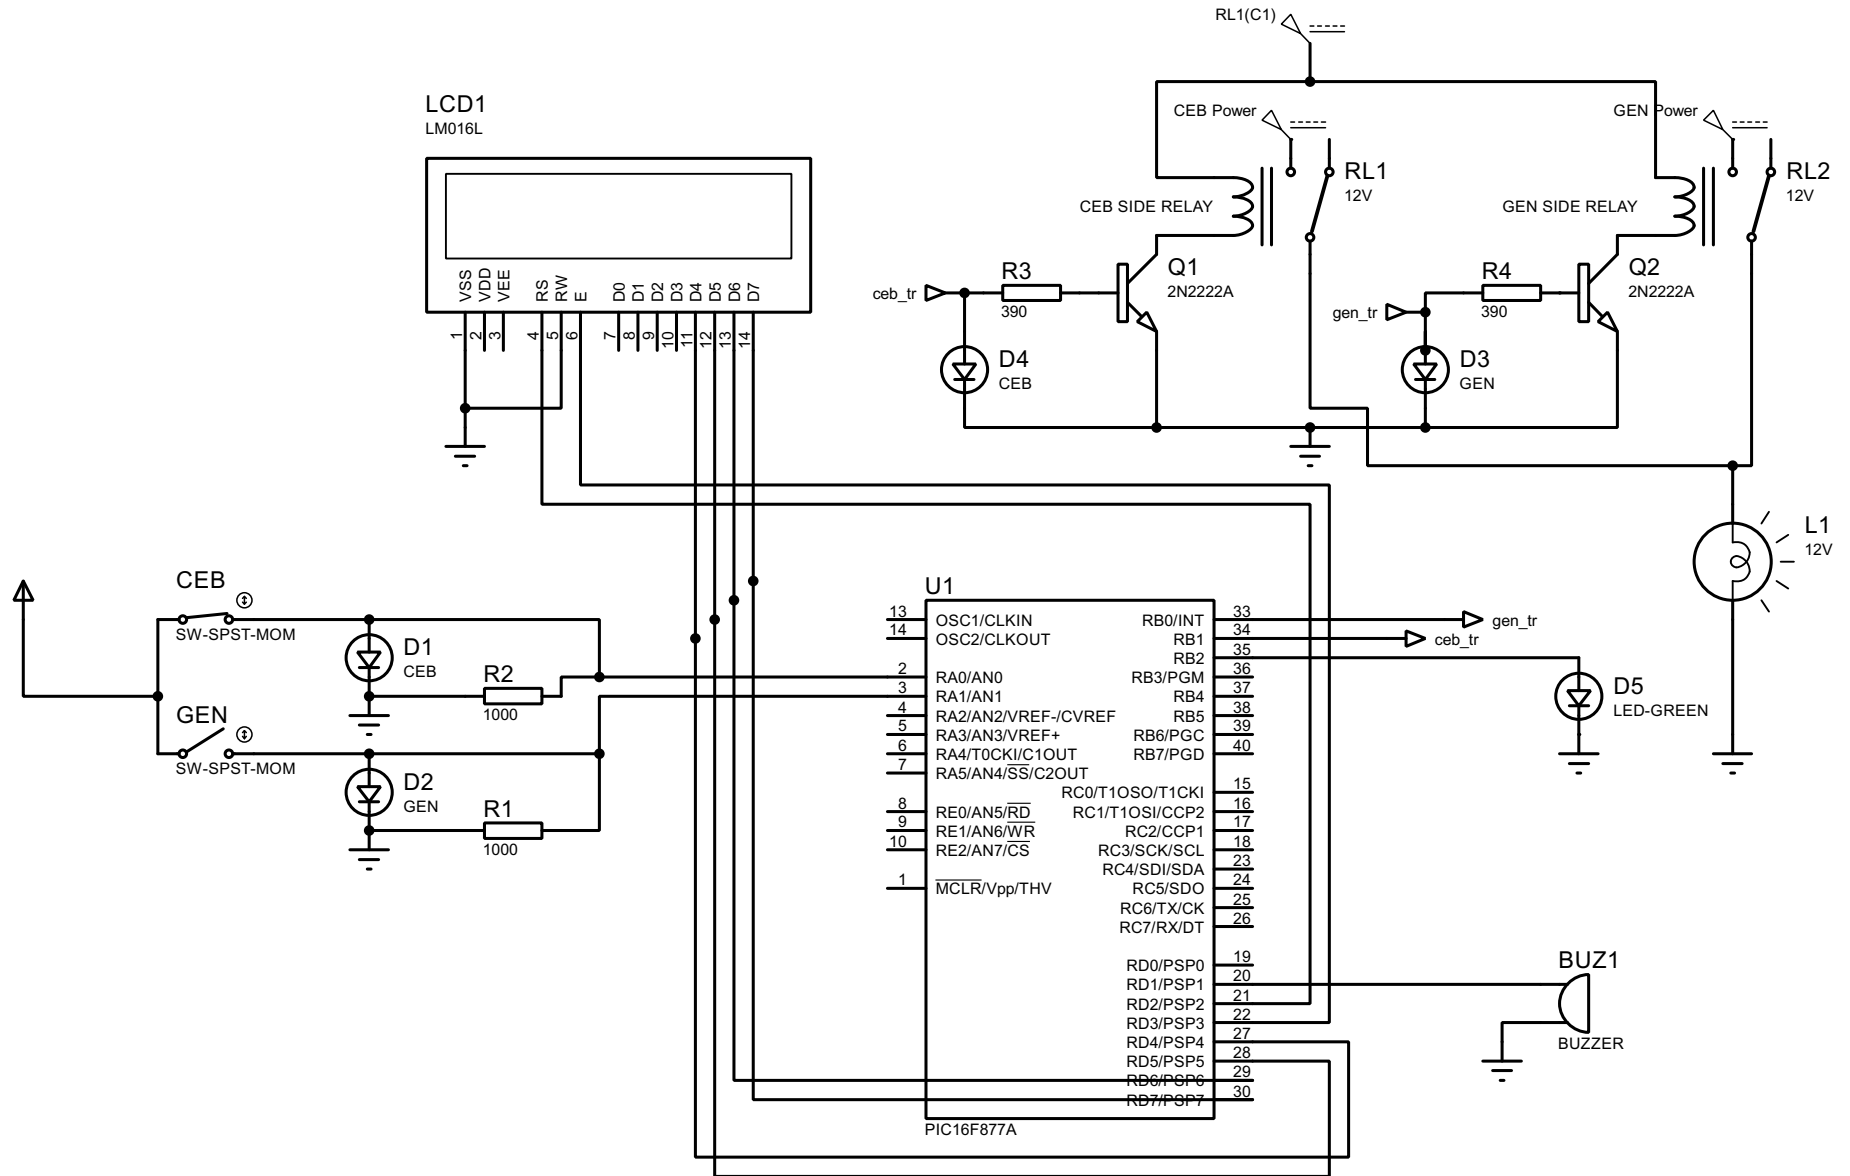 RL1(C1)
LCD1
LM016L
CEB Power
GEN Power
RL1
12V
RL2
12V
CEB SIDE RELAY
GEN SIDE RELAY
VSS
VDD
VEE
RS
RW
E
D0
D1
D2
D3
D4
D5
D6
D7
1
2
3
4
5
6
7
8
9
10
11
12
13
14
ceb_tr
R3
390
Q1
2N2222A
gen_tr
R4
390
Q2
2N2222A
D4
CEB
D3
GEN
L1
12V
CEB
SW-SPST-MOM
D1
CEB
R2
1000
GEN
SW-SPST-MOM
D2
GEN
R1
1000
U1
13 OSC1/CLKIN
14 OSC2/CLKOUT
2 RA0/AN0
3 RA1/AN1
4 RA2/AN2/VREF-/CVREF
5 RA3/AN3/VREF+
6 RA4/T0CKI/C1OUT
7 RA5/AN4/SS/C2OUT
8 RE0/AN5/RD
9 RE1/AN6/WR
10 RE2/AN7/CS
1 MCLR/Vpp/THV
RB0/INT 33
RB1 34
RB2 35
RB3/PGM 36
RB4 37
RB5 38
RB6/PGC 39
RB7/PGD 40
RC0/T1OSO/T1CKI 15
RC1/T1OSI/CCP2 16
RC2/CCP1 17
RC3/SCK/SCL 18
RC4/SDI/SDA 23
RC5/SDO 24
RC6/TX/CK 25
RC7/RX/DT 26
RD0/PSP0 19
RD1/PSP1 20
RD2/PSP2 21
RD3/PSP3 22
RD4/PSP4 27
RD5/PSP5 28
RD6/PSP6 29
RD7/PSP7 30
PIC16F877A
gen_tr
ceb_tr
D5
LED-GREEN
BUZ1
BUZZER